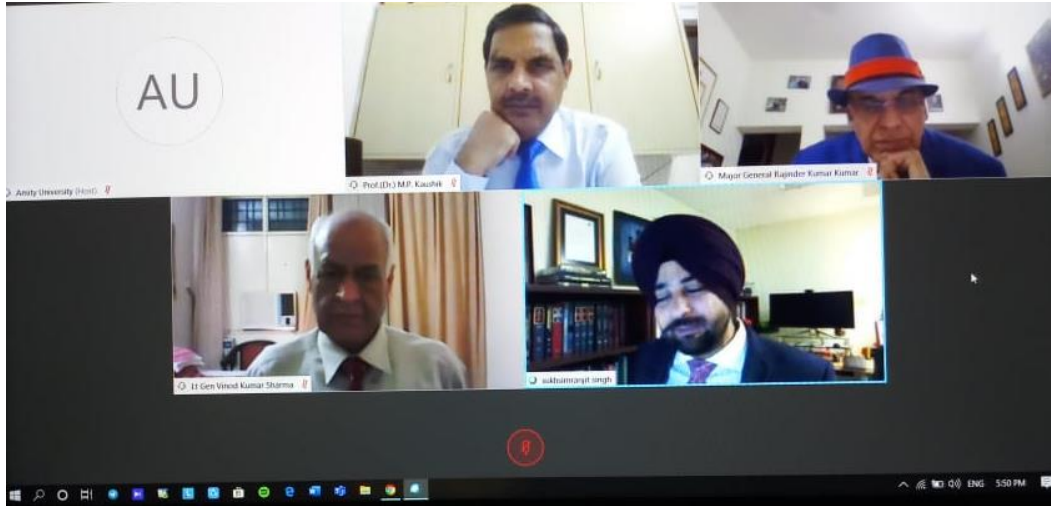 AU
Amity University (Host)
Prof.(Dr.) M.P. Kaushik
Major General Rajinder Kumar Kumar
Lt Gen Vinod Kumar Sharma
sukhsimranjit singh
ENG
5:50 PM